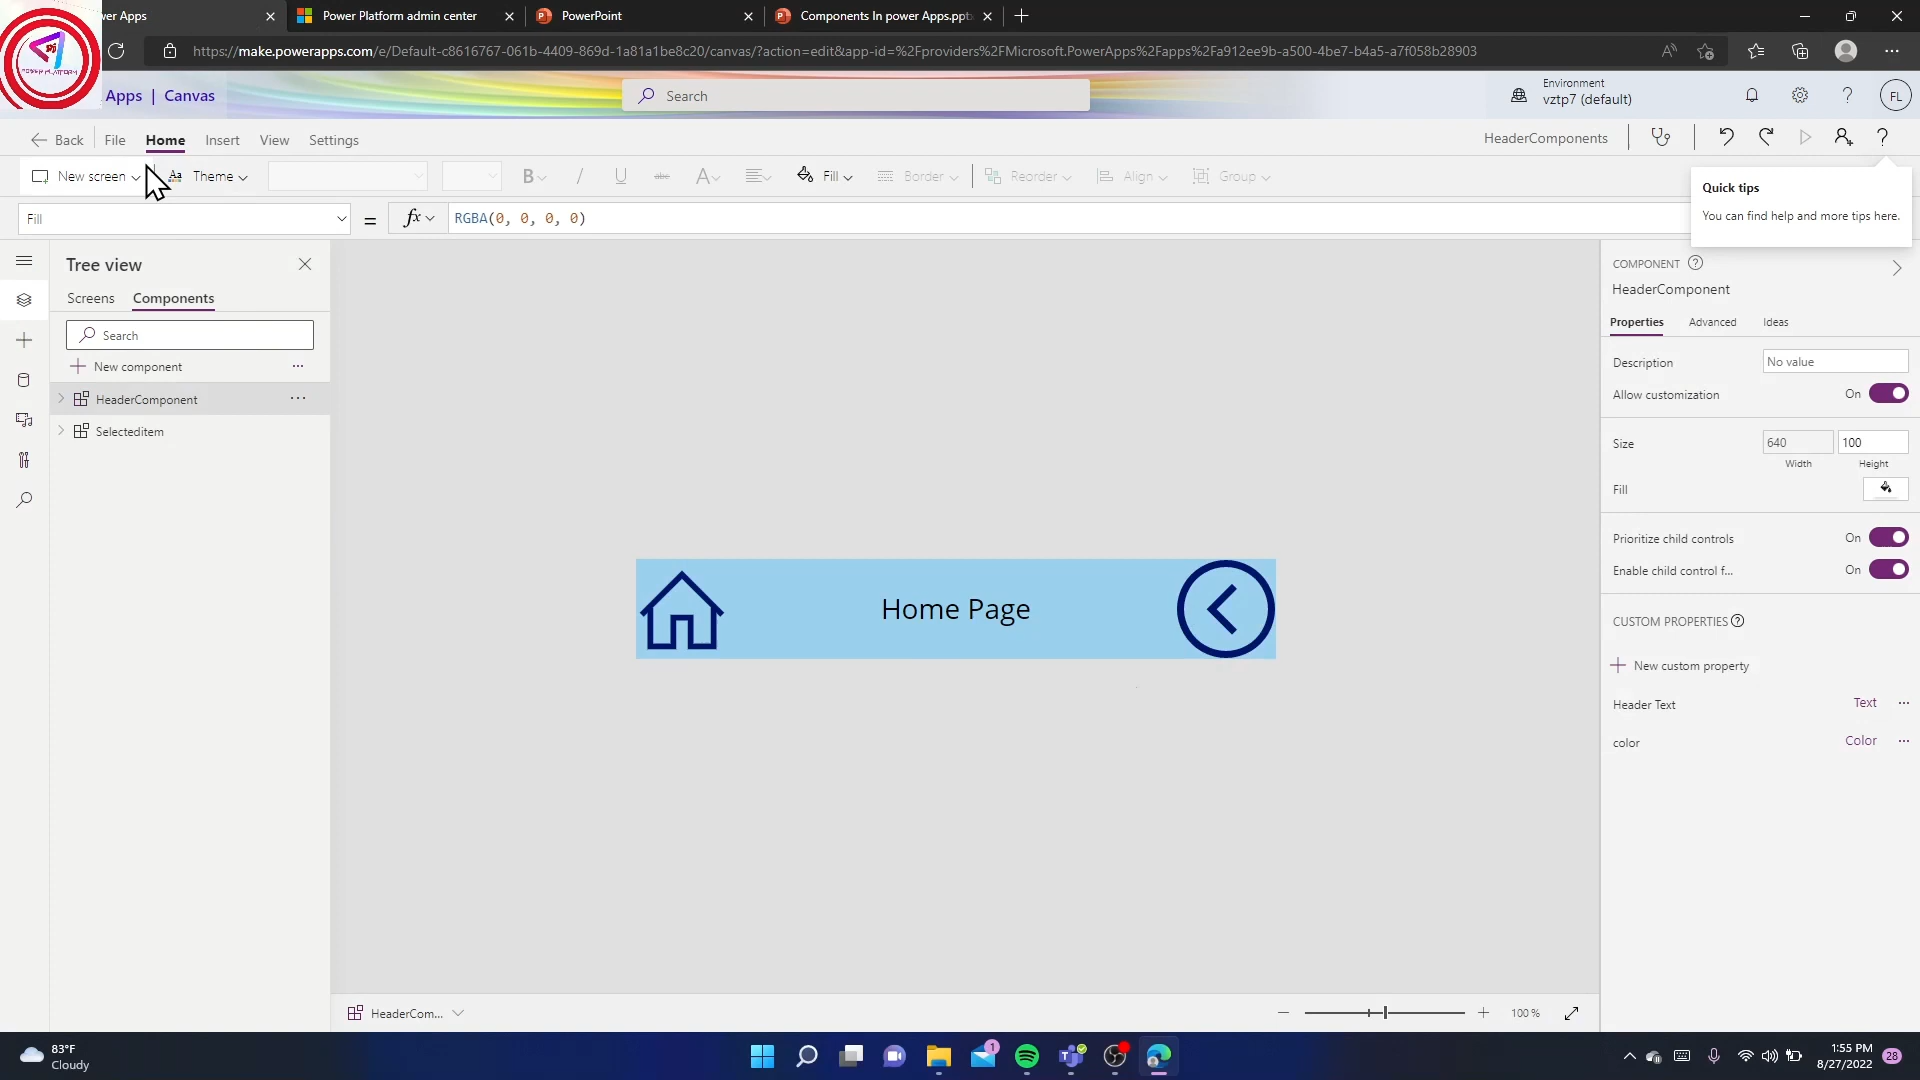 wer Apps
Power Platform admin center
PowerPoint
Components In power Apps.ppt
https://make.powerapps.com/e/Default-c8616767-061b-4409-869d-1a81a1be8c20/canvas/?action=edit&app-id=%2Fproviders%2FMicrosoft.PowerApps%2Fapps%2Fa912ee9b-a500-4be7-b4a5-a7f058b28903
POWER PLATFORM
Apps | Canvas
Search
Environment
vztp7 (default)
FL
Back
File
Home
Insert
View
Settings
HeaderComponents
New screen
Theme
Fill
Border
Reorder
Align
Group
Quick tips
You can find help and more tips here.
Fill
=
fx
RGBA(0, 0, 0, 0)
Tree view
Screens
Components
Search
New component
HeaderComponent
Selecteditem
Home Page
COMPONENT
HeaderComponent
Properties
Advanced
Ideas
Description
No value
Allow customization
On
Size
640
100
Width
Height
Fill
Prioritize child controls
On
Enable child control f...
On
CUSTOM PROPERTIES
New custom property
Header Text
Text
color
Color
HeaderCom...
100 %
83°F
Cloudy
1
1:55 PM
8/27/2022
28